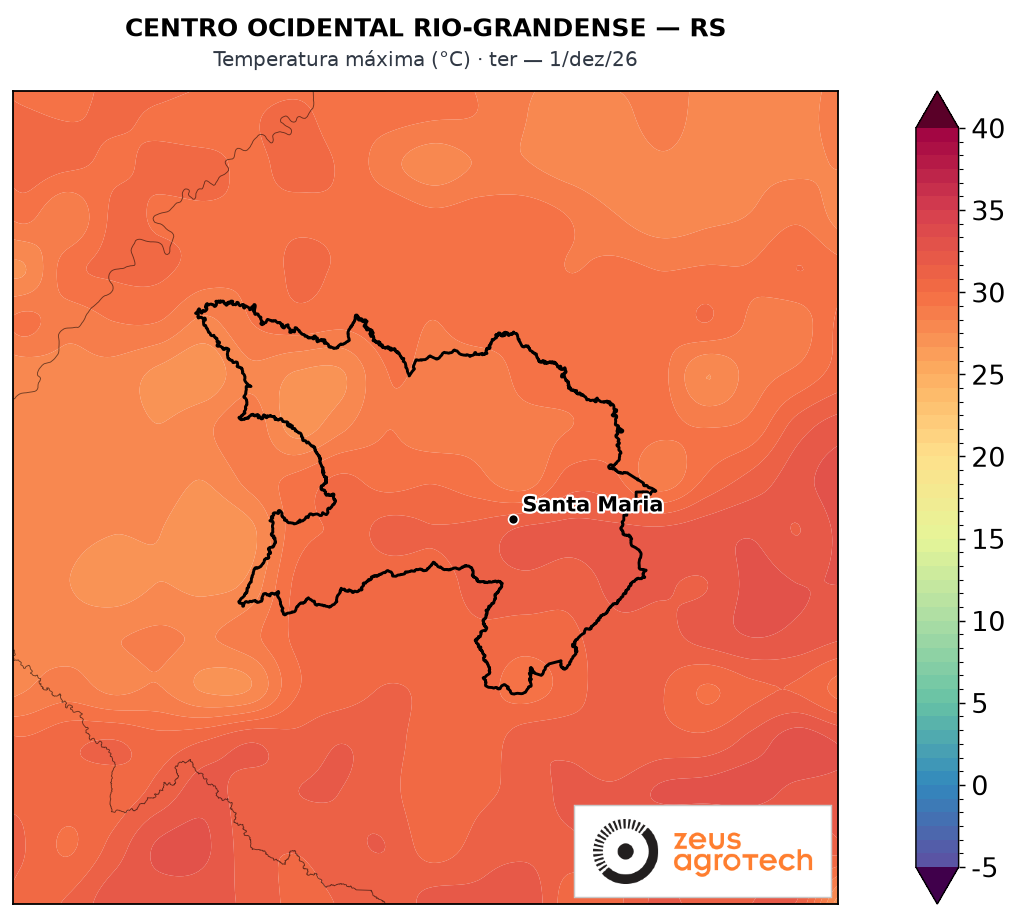 CENTRO OCIDENTAL RIO-GRANDENSE — RS
Temperatura máxima (°C) · ter — 1/dez/26
40
35
30
25
20
15
10
5
0
-5
Santa Maria
zeus
agrotech